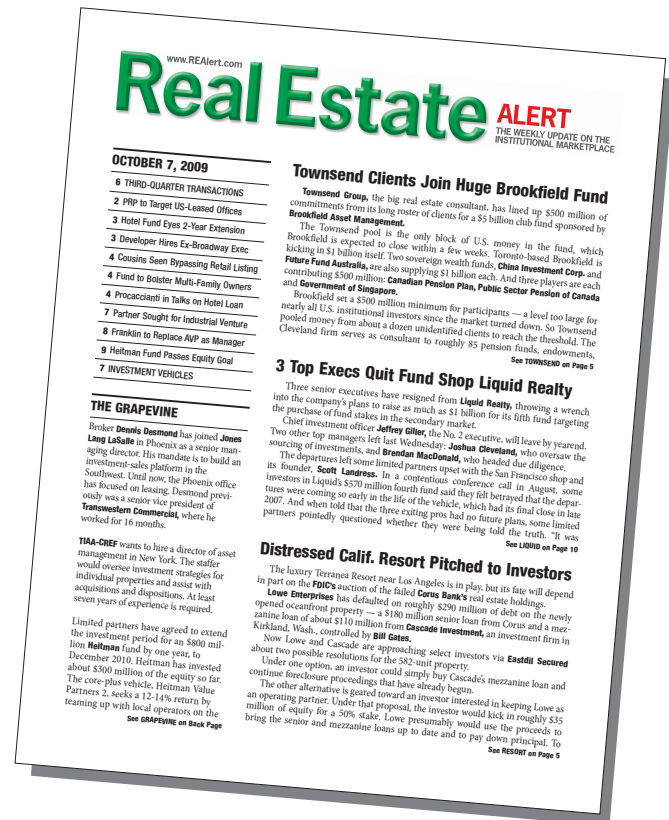 www.REAlert.com
Real Estate
ALERT
THE WEEKLY UPDATE ON THE
INSTITUTIONAL MARKETPLACE
OCTOBER 7, 2009
6 THIRD-QUARTER TRANSACTIONS
2 PRP to Target US-Leased Offices
3 Hotel Fund Eyes 2-Year Extension
3 Developer Hires Ex-Broadway Exec
4 Cousins Seen Bypassing Retail Listing
4 Fund to Bolster Multi-Family Owners
4 Procaccianti in Talks on Hotel Loan
7 Partner Sought for Industrial Venture
8 Franklin to Replace AVP as Manager
9 Heitman Fund Passes Equity Goal
7 INVESTMENT VEHICLES
THE GRAPEVINE
Broker Dennis Desmond has joined Jones
Lang LaSalle in Phoenix as a senior man-
aging director. His mandate is to build an
investment-sales platform in the
Southwest. Until now, the Phoenix office
has focused on leasing. Desmond previ-
ously was a senior vice president of
Transwestern Commercial, where he
worked for 16 months.
TIAA-CREF wants to hire a director of asset
management in New York. The staffer
would oversee investment strategies for
individual properties and assist with
acquisitions and dispositions. At least
seven years of experience is required.
Limited partners have agreed to extend
the investment period for an $800 mil-
lion Heitman fund by one year, to
December 2010. Heitman has invested
about $300 million of the equity so far.
The core-plus vehicle, Heitman Value
Partners 2, seeks a 12-14% return by
teaming up with local operators on the
See GRAPEVINE on Back Page
Townsend Clients Join Huge Brookfield Fund
Townsend Group, the big real estate consultant, has lined up $500 million of
commitments from its long roster of clients for a $5 billion club fund sponsored by
Brookfield Asset Management.
The Townsend pool is the only block of U.S. money in the fund, which
Brookfield is expected to close within a few weeks. Toronto-based Brookfield is
kicking in $1 billion itself. Two sovereign wealth funds, China Investment Corp. and
Future Fund Australia, are also supplying $1 billion each. And three players are each
contributing $500 million: Canadian Pension Plan, Public Sector Pension of Canada
and Government of Singapore.
Brookfield set a $500 million minimum for participants — a level too large for
nearly all U.S. institutional investors since the market turned down. So Townsend
pooled money from about a dozen unidentified clients to reach the threshold. The
Cleveland firm serves as consultant to roughly 85 pension funds, endowments,
See TOWNSEND on Page 5
3 Top Execs Quit Fund Shop Liquid Realty
Three senior executives have resigned from Liquid Realty, throwing a wrench
into the company's plans to raise as much as $1 billion for its fifth fund targeting
the purchase of fund stakes in the secondary market.
Chief investment officer Jeffrey Giller, the No. 2 executive, will leave by yearend.
Two other top managers left last Wednesday: Joshua Cleveland, who oversaw the
sourcing of investments, and Brendan MacDonald, who headed due diligence.
The departures left some limited partners upset with the San Francisco shop and
its founder, Scott Landress. In a contentious conference call in August, some
investors in Liquid's $570 million fourth fund said they felt betrayed that the depar-
tures were coming so early in the life of the vehicle, which had its final close in late
2007. And when told that the three exiting pros had no future plans, some limited
partners pointedly questioned whether they were being told the truth. "It was
See LIQUID on Page 10
Distressed Calif. Resort Pitched to Investors
The luxury Terranea Resort near Los Angeles is in play, but its fate will depend
in part on the FDIC's auction of the failed Corus Bank's real estate holdings.
Lowe Enterprises has defaulted on roughly $290 million of debt on the newly
opened oceanfront property — a $180 million senior loan from Corus and a mez-
zanine loan of about $110 million from Cascade Investment, an investment firm in
Kirkland, Wash., controlled by Bill Gates.
Now Lowe and Cascade are approaching select investors via Eastdil Secured
about two possible resolutions for the 582-unit property.
Under one option, an investor could simply buy Cascade's mezzanine loan and
continue foreclosure proceedings that have already begun.
The other alternative is geared toward an investor interested in keeping Lowe as
an operating partner. Under that proposal, the investor would kick in roughly $35
million of equity for a 50% stake. Lowe presumably would use the proceeds to
bring the senior and mezzanine loans up to date and to pay down principal. To
See RESORT on Page 5